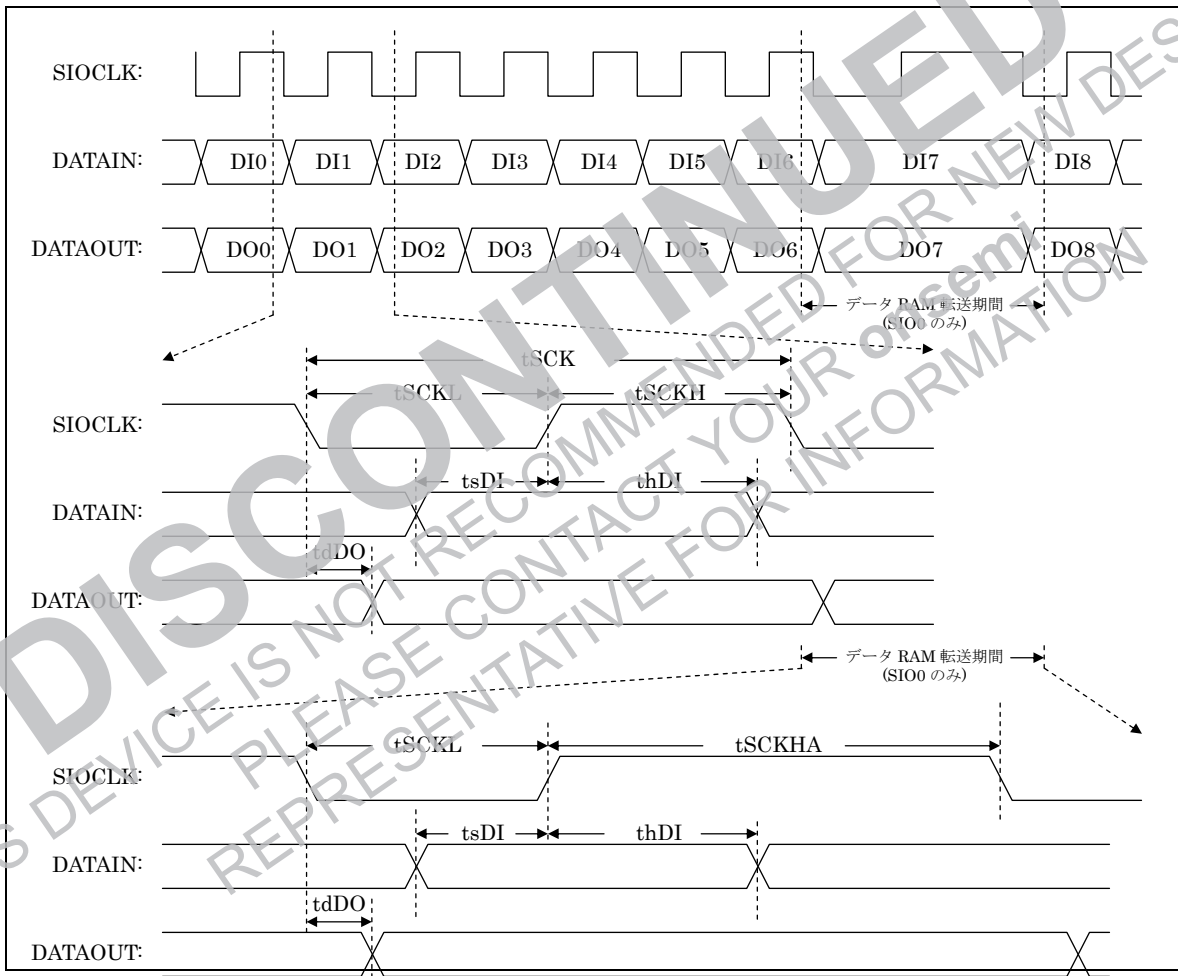 SIOCLK:
DATAIN: DI0 DI1 DI2 DI3 DI4 DI5 DI6 DI7 DI8
DATAOUT: DO0 DO1 DO2 DO3 DO4 DO5 DO6 DO7 DO8
データ RAM 転送期間
(SIO0 のみ)
tSCK
tSCKL tSCKH
SIOCLK:
tsDI thDI
DATAIN:
tdDO
DATAOUT:
データ RAM 転送期間
(SIO0 のみ)
tSCKL tSCKHA
SIOCLK:
tsDI thDI
DATAIN:
tdDO
DATAOUT:
DISCONTINUED
DEVICE IS NOT RECOMMENDED FOR NEW DES
PLEASE CONTACT YOUR onsemi
REPRESENTATIVE FOR INFORMATION